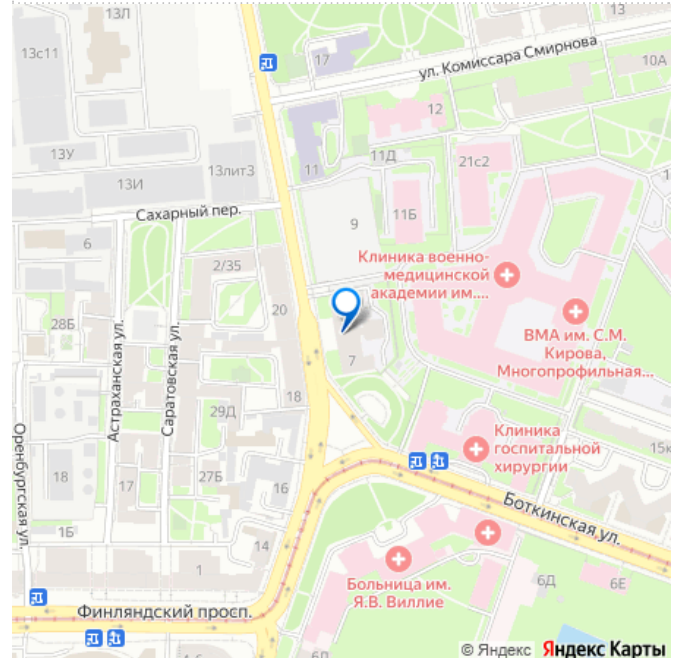 13Л
13с11
17
ул. Комиссара Смирнова
10А
12
13У
11
11Д
21с2
13лит3
13И
Сахарный пер.
11Б
9
6
2/35
Клиника военно-
медицинской
академии им....
20
28Б
ВМА им. С.М.
Кирова,
Многопрофильная...
Астраханская ул.
Саратовская ул.
7
18
29Д
Оренбургская ул.
Клиника
госпитальной
хирургии
15к
18
27Б
17
16
Боткинская ул.
1Б
14
1
Больница им.
Я.В. Виллие
6Д
6Е
Финляндский просп.
6Д
© Яндекс Яндекс Карты